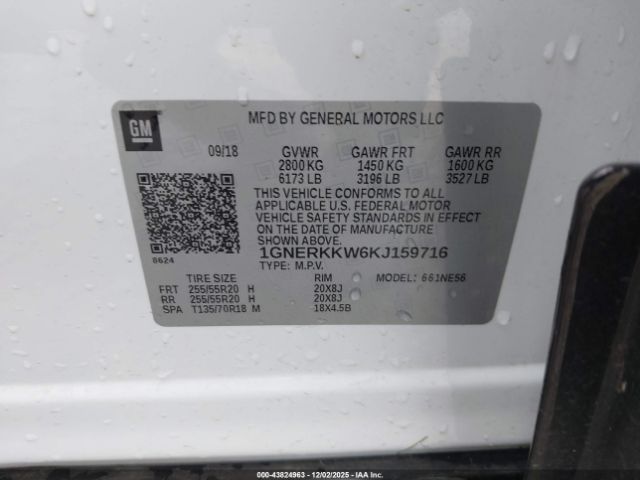 GM
MFD BY GENERAL MOTORS LLC
09/18 GVWR GAWR FRT GAWR RR
2800 KG 1450 KG 1600 KG
6173 LB 3196 LB 3527 LB
THIS VEHICLE CONFORMS TO ALL
APPLICABLE U.S. FEDERAL MOTOR
VEHICLE SAFETY STANDARDS IN EFFECT
ON THE DATE OF MANUFACTURE
SHOWN ABOVE.
8624
1GNERKKW6KJ159716
TYPE: M.P.V. MODEL: 661NE56
TIRE SIZE RIM
FRT 255/55R20 H 20X8J
RR 255/55R20 H 20X8J
SPA T135/70R18 M 18X4.5B
000-43824963 - 12/02/2025 - IAA Inc.